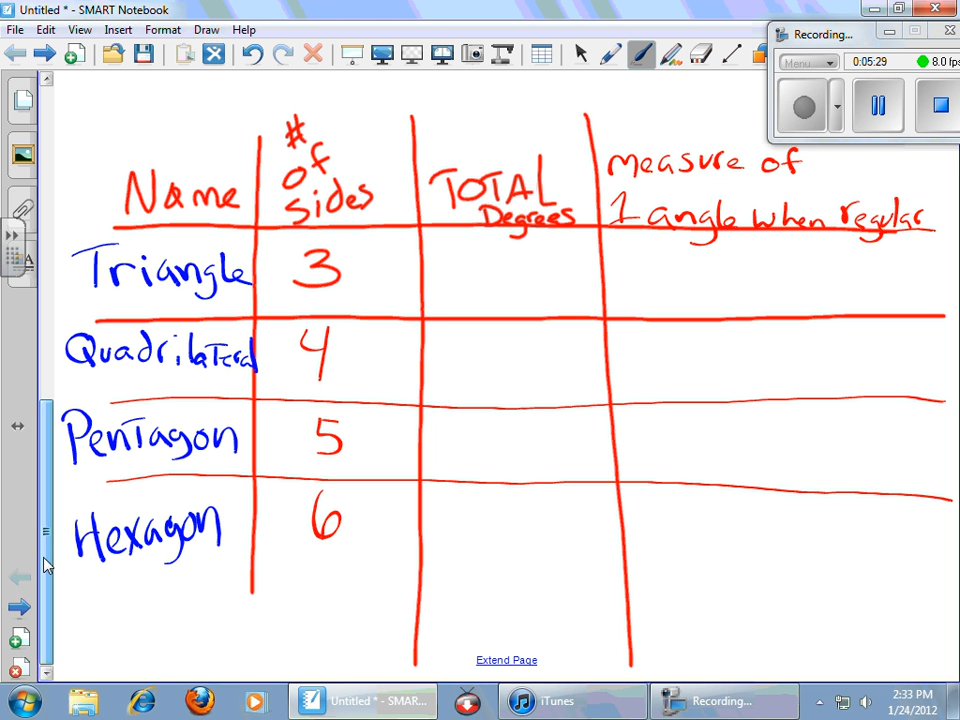 Untitled * - SMART Notebook
File Edit View Insert Format Draw Help
Recording...
Menu
0:05:29
8.0 fps
Name
#
of
sides
TOTAL
Degrees
measure of
1 angle when regular
Triangle 3
Quadrilateral 4
Pentagon 5
Hexagon 6
Extend Page
Untitled * - SMAR...
iTunes
Recording...
2:33 PM
1/24/2012